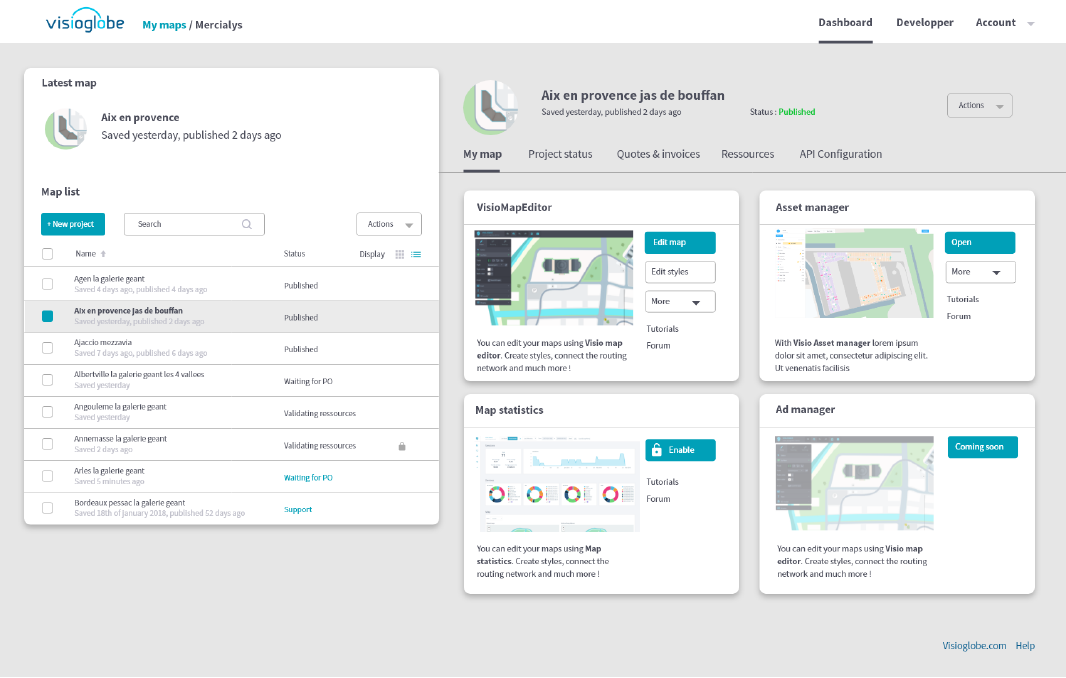 visioglobe
My maps / Mercialys
Dashboard
Developper
Account
Latest map
Aix en provence
Saved yesterday, published 2 days ago
Map list
+ New project
Search
Actions
Name
Status
Display
Agen la galerie geant
Saved 4 days ago, published 4 days ago
Published
Aix en provence jas de bouffan
Saved yesterday, published 2 days ago
Published
Ajaccio mezzavia
Saved 7 days ago, published 6 days ago
Published
Albertville la galerie geant les 4 vallees
Saved yesterday
Waiting for PO
Angouleme la galerie geant
Saved yesterday
Validating ressources
Annemasse la galerie geant
Saved 2 days ago
Validating ressources
Arles la galerie geant
Saved 5 minutes ago
Waiting for PO
Bordeaux pessac la galerie geant
Saved 18th of january 2018, published 52 days ago
Support
Aix en provence jas de bouffan
Saved yesterday, published 2 days ago
Status : Published
Actions
My map
Project status
Quotes & invoices
Ressources
API Configuration
VisioMapEditor
Edit map
Edit styles
More
Tutorials
Forum
You can edit your maps using Visio map
editor. Create styles, connect the routing
network and much more !
Asset manager
Open
More
Tutorials
Forum
With Visio Asset manager lorem ipsum
dolor sit amet, consectetur adipiscing elit.
Ut venenatis facilisis
Map statistics
Enable
Tutorials
Forum
You can edit your maps using Map
statistics. Create styles, connect the
routing network and much more !
Ad manager
Coming soon
You can edit your maps using Visio map
editor. Create styles, connect the routing
network and much more !
Visioglobe.com
Help